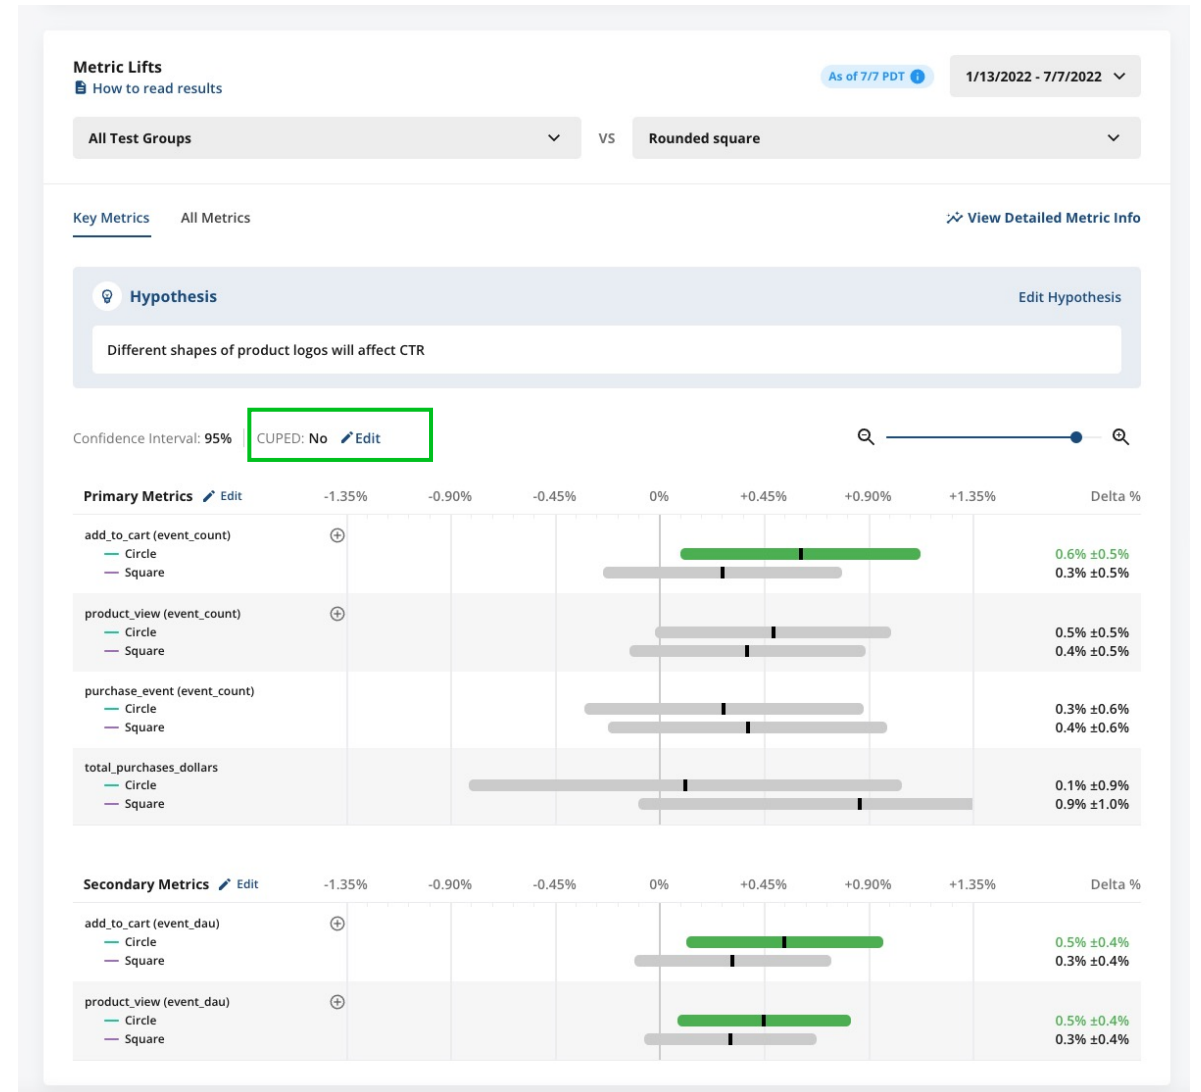 Metric Lifts
How to read results
As of 7/7 PDT
1/13/2022 - 7/7/2022
All Test Groups
VS
Rounded square
Key Metrics
All Metrics
View Detailed Metric Info
Hypothesis
Edit Hypothesis
Different shapes of product logos will affect CTR
Confidence Interval: 95%
CUPED: No Edit
Primary Metrics Edit -1.35% -0.90% -0.45% 0% +0.45% +0.90% +1.35% Delta %
add_to_cart (event_count)
Circle 0.6% ±0.5%
Square 0.3% ±0.5%
product_view (event_count)
Circle 0.5% ±0.5%
Square 0.4% ±0.5%
purchase_event (event_count)
Circle 0.3% ±0.6%
Square 0.4% ±0.6%
total_purchases_dollars
Circle 0.1% ±0.9%
Square 0.9% ±1.0%
Secondary Metrics Edit -1.35% -0.90% -0.45% 0% +0.45% +0.90% +1.35% Delta %
add_to_cart (event_dau)
Circle 0.5% ±0.4%
Square 0.3% ±0.4%
product_view (event_dau)
Circle 0.5% ±0.4%
Square 0.3% ±0.4%